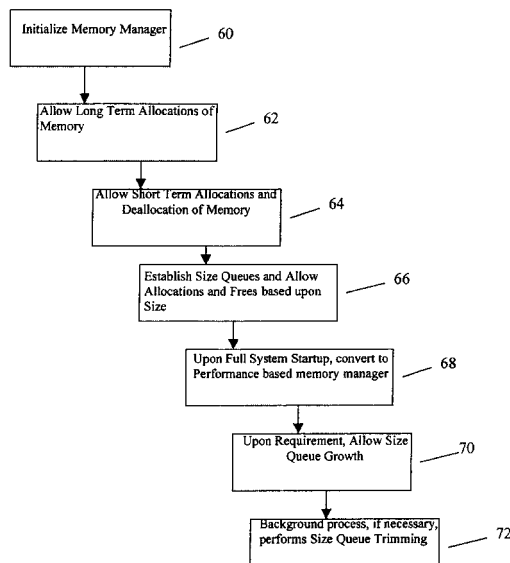 Initialize Memory Manager
60
Allow Long Term Allocations of
Memory
62
Allow Short Term Allocations and
Deallocation of Memory
64
Establish Size Queues and Allow
Allocations and Frees based upon
Size
66
Upon Full System Startup, convert to
Performance based memory manager
68
Upon Requirement, Allow Size
Queue Growth
70
Background process, if necessary,
performs Size Queue Trimming
72